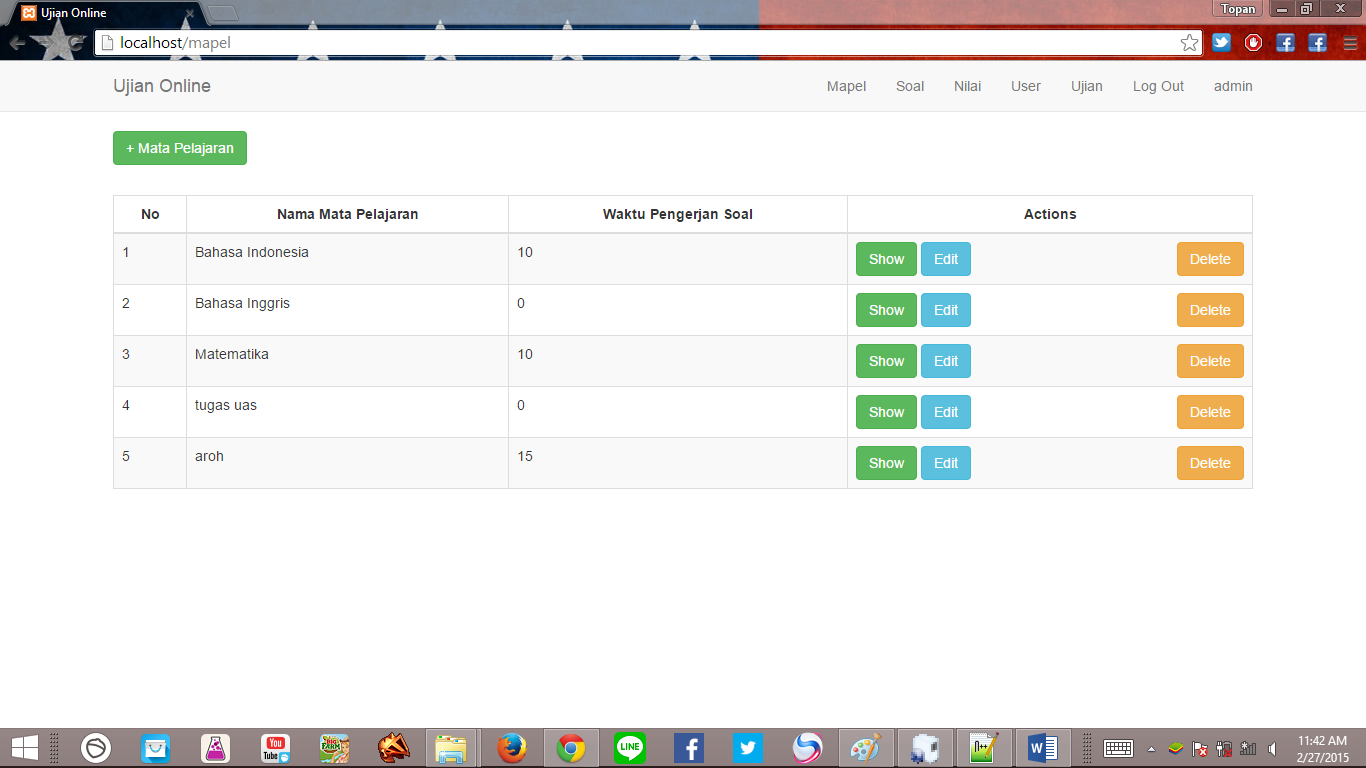 Ujian Online
Topan
localhost/mapel
Ujian Online Mapel Soal Nilai User Ujian Log Out admin
+ Mata Pelajaran
No Nama Mata Pelajaran Waktu Pengerjan Soal Actions
1 Bahasa Indonesia 10 Show Edit Delete
2 Bahasa Inggris 0 Show Edit Delete
3 Matematika 10 Show Edit Delete
4 tugas uas 0 Show Edit Delete
5 aroh 15 Show Edit Delete
You
Tube
LINE
11:42 AM
2/27/2015